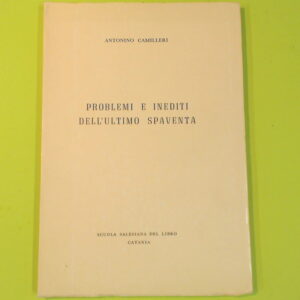 ANTONINO CAMILLERI
PROBLEMI E INEDITI
DELL'ULTIMO SPAVENTA
SCUOLA SALESIANA DEL LIBRO
CATANIA